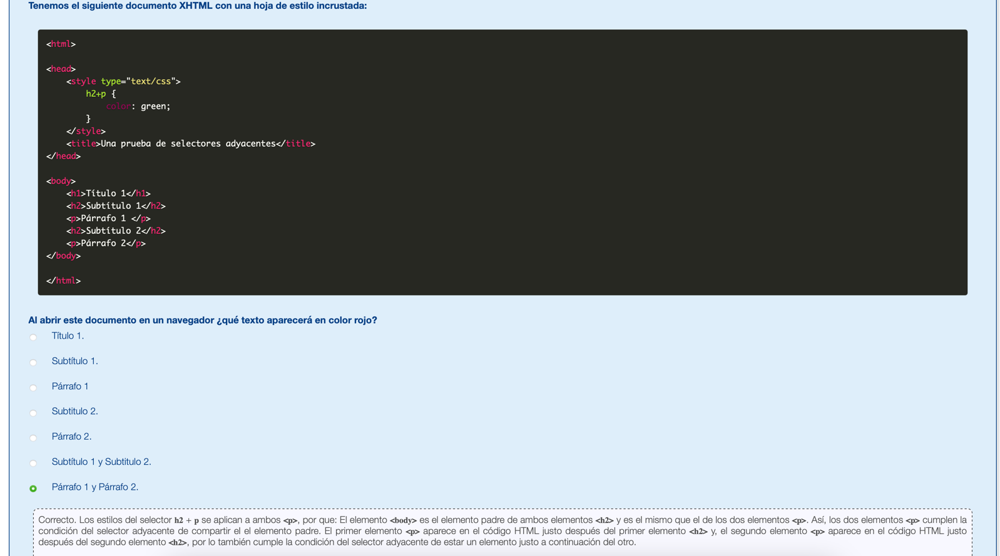 Tenemos el siguiente documento XHTML con una hoja de estilo incrustada:
<html>
<head>
<style type="text/css">
h2+p {
color: green;
}
</style>
<title>Una prueba de selectores adyacentes</title>
</head>
<body>
<h1>Título 1</h1>
<h2>Subtítulo 1</h2>
<p>Párrafo 1 </p>
<h2>Subtítulo 2</h2>
<p>Párrafo 2</p>
</body>
</html>
Al abrir este documento en un navegador ¿qué texto aparecerá en color rojo?
Título 1.
Subtítulo 1.
Párrafo 1
Subtitulo 2.
Párrafo 2.
Subtítulo 1 y Subtitulo 2.
Párrafo 1 y Párrafo 2.
Correcto. Los estilos del selector h2 + p se aplican a ambos <p>, por que: El elemento <body> es el elemento padre de ambos elementos <h2> y es el mismo que el de los dos elementos <p>. Así, los dos elementos <p> cumplen la
condición del selector adyacente de compartir el el elemento padre. El primer elemento <p> aparece en el código HTML justo después del primer elemento <h2> y, el segundo elemento <p> aparece en el código HTML justo
después del segundo elemento <h2>, por lo también cumple la condición del selector adyacente de estar un elemento justo a continuación del otro.